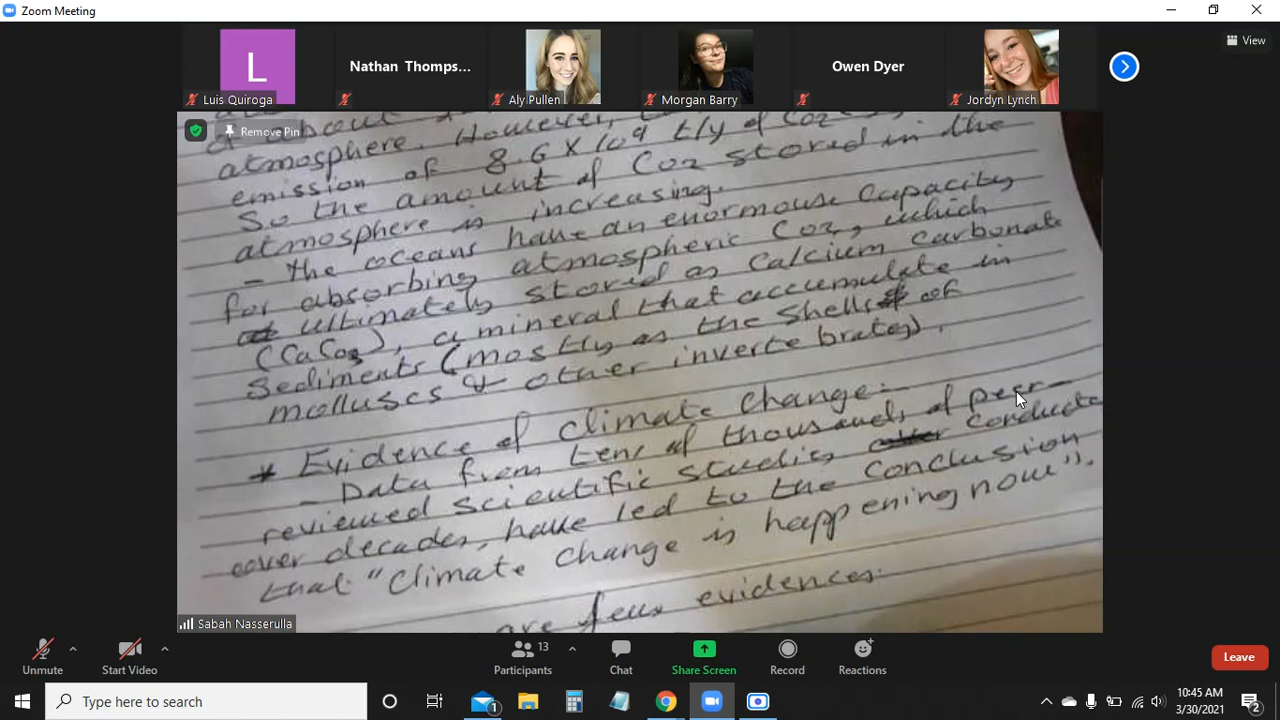 Zoom Meeting
View
L
Nathan Thomps...
Owen Dyer
Luis Quiroga
Aly Pullen
Morgan Barry
Jordyn Lynch
Remove Pin
atmosphere. However,
emission of 8.6 X 109 t/y of Co2
So the amount of Co2 stored in the
atmosphere is increasing.
- the oceans have an enormouse capacity
for absorbing atmospheric Co2, which
ultimately stored as Calcium carbonate
(CaCo3), a mineral that accumulate in
Sediments (mostly as the shells of
molluscs & other invertebrates).
* Evidence of climate change:-
- Data from tens of thousands of peer-
reviewed scientific studies conducte
over decades, have led to the conclusion
that "Climate change is happening now".
are few evidences.
Sabah Nasserulla
13
Unmute
Start Video
Participants
Chat
Share Screen
Record
Reactions
Leave
Type here to search
1
10:45 AM
3/30/2021
2